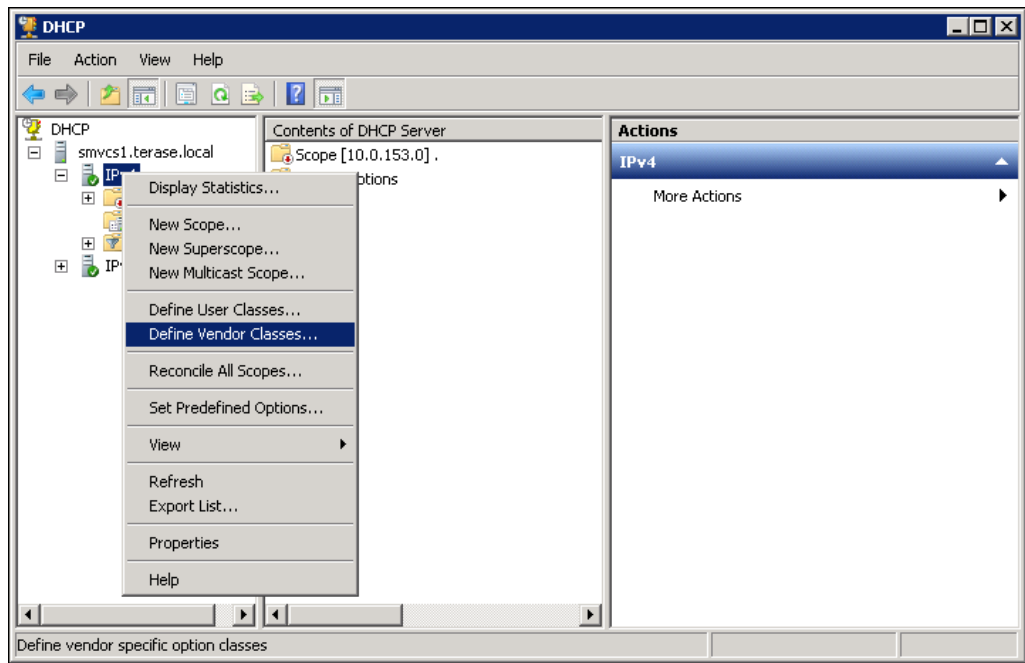 DHCP
File Action View Help
DHCP
smvcs1.terase.local
Contents of DHCP Server
Scope [10.0.153.0] .
Actions
IPv4
More Actions
Display Statistics...
New Scope...
New Superscope...
New Multicast Scope...
Define User Classes...
Define Vendor Classes...
Reconcile All Scopes...
Set Predefined Options...
View
Refresh
Export List...
Properties
Help
Define vendor specific option classes